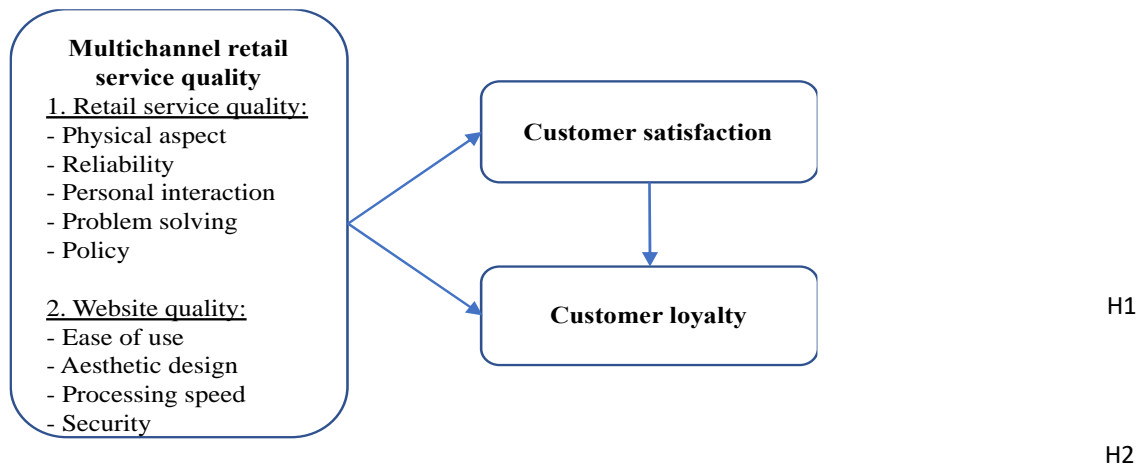 Multichannel retail
service quality
1. Retail service quality:
- Physical aspect
- Reliability
- Personal interaction
- Problem solving
- Policy
2. Website quality:
- Ease of use
- Aesthetic design
- Processing speed
- Security
Customer satisfaction
Customer loyalty
H1
H2